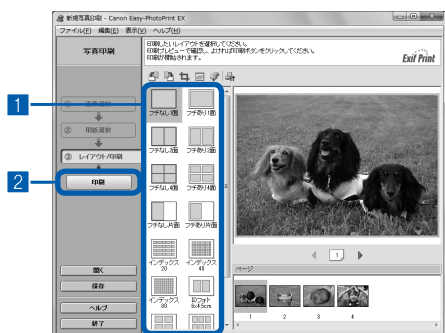 新規写真印刷 - Canon Easy-PhotoPrint EX
ファイル(F) 編集(E) 表示(V) ヘルプ(H)
写真印刷
印刷したいレイアウトを選択してください。
印刷プレビューで確認し、よければ印刷ボタンをクリックしてください。
印刷が開始されます。
Exif Print
1
① 画像選択
② 用紙選択
③ レイアウト/印刷
2
印刷
開く
保存
ヘルプ
終了
フチなし1面 フチあり1面
フチなし2面 フチあり2面
フチなし4面 フチあり4面
フチなし片面 フチあり片面
インデックス 20
インデックス 40
インデックス 80
IDフォト 6x4.5cm
1
ページ
1 2 3 4